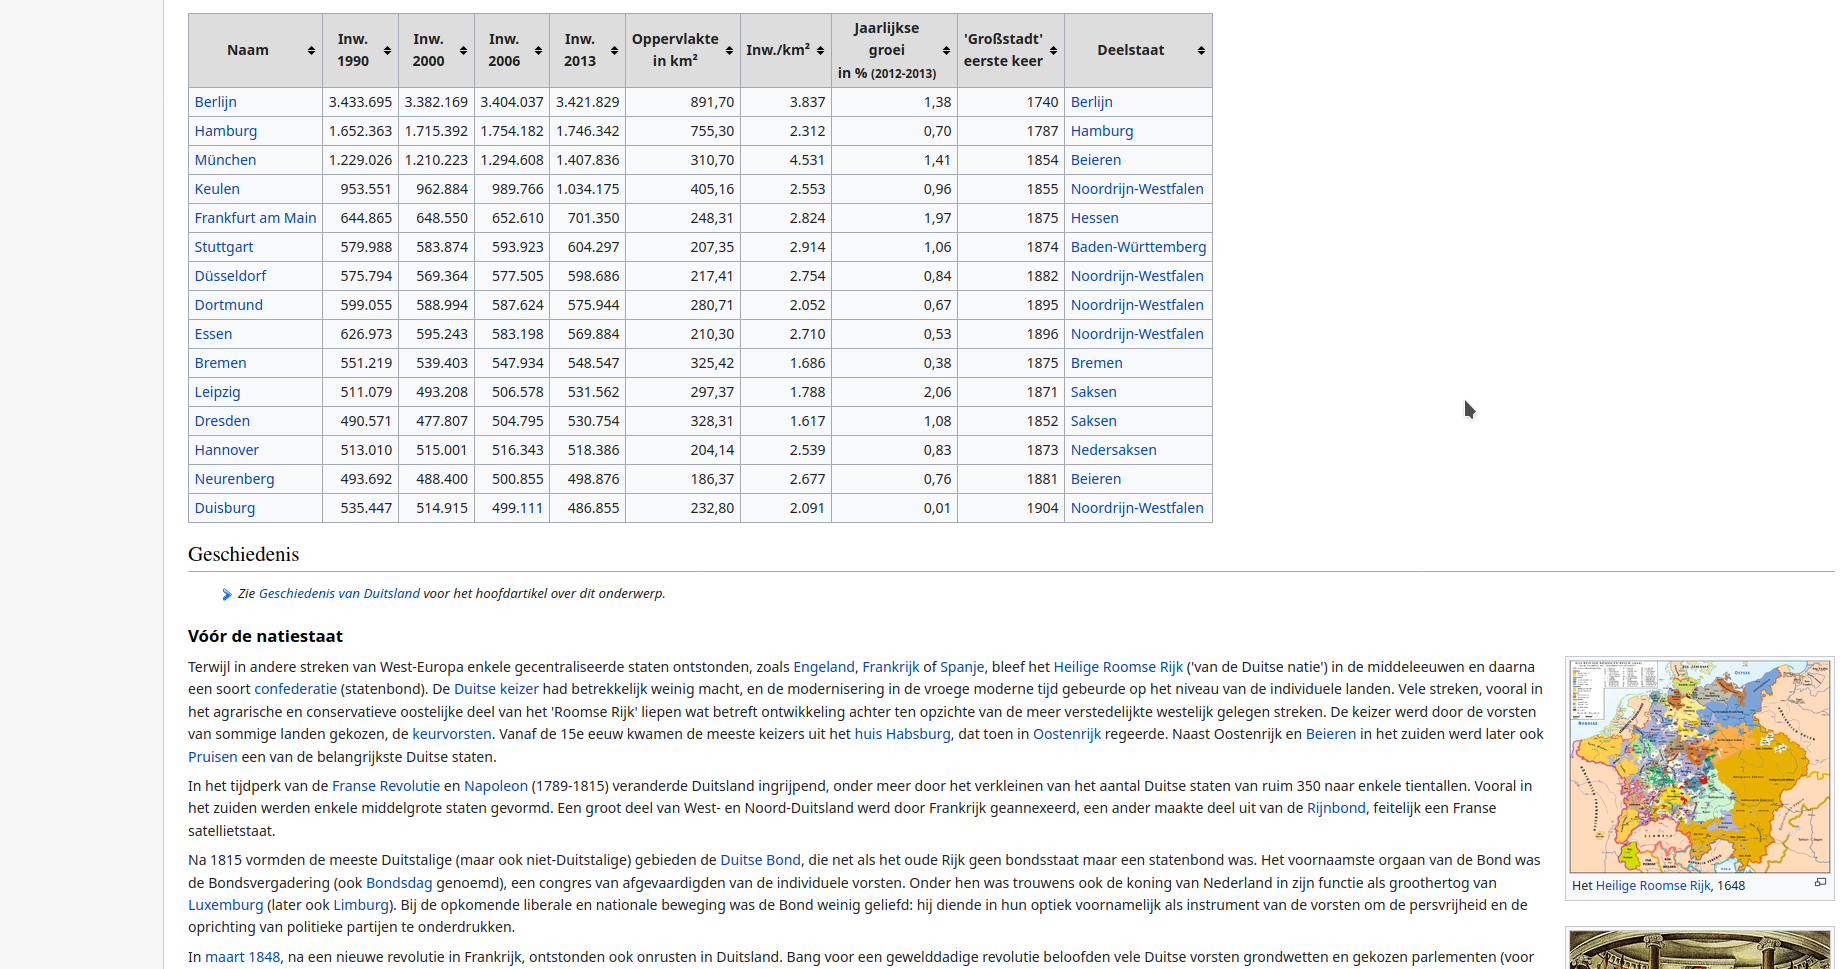 Naam Inw. 1990 Inw. 2000 Inw. 2006 Inw. 2013 Oppervlakte in km² Inw./km² Jaarlijkse groei in % (2012-2013) 'Großstadt' eerste keer Deelstaat
Berlijn 3.433.695 3.382.169 3.404.037 3.421.829 891,70 3.837 1,38 1740 Berlijn
Hamburg 1.652.363 1.715.392 1.754.182 1.746.342 755,30 2.312 0,70 1787 Hamburg
München 1.229.026 1.210.223 1.294.608 1.407.836 310,70 4.531 1,41 1854 Beieren
Keulen 953.551 962.884 989.766 1.034.175 405,16 2.553 0,96 1855 Noordrijn-Westfalen
Frankfurt am Main 644.865 648.550 652.610 701.350 248,31 2.824 1,97 1875 Hessen
Stuttgart 579.988 583.874 593.923 604.297 207,35 2.914 1,06 1874 Baden-Württemberg
Düsseldorf 575.794 569.364 577.505 598.686 217,41 2.754 0,84 1882 Noordrijn-Westfalen
Dortmund 599.055 588.994 587.624 575.944 280,71 2.052 0,67 1895 Noordrijn-Westfalen
Essen 626.973 595.243 583.198 569.884 210,30 2.710 0,53 1896 Noordrijn-Westfalen
Bremen 551.219 539.403 547.934 548.547 325,42 1.686 0,38 1875 Bremen
Leipzig 511.079 493.208 506.578 531.562 297,37 1.788 2,06 1871 Saksen
Dresden 490.571 477.807 504.795 530.754 328,31 1.617 1,08 1852 Saksen
Hannover 513.010 515.001 516.343 518.386 204,14 2.539 0,83 1873 Nedersaksen
Neurenberg 493.692 488.400 500.855 498.876 186,37 2.677 0,76 1881 Beieren
Duisburg 535.447 514.915 499.111 486.855 232,80 2.091 0,01 1904 Noordrijn-Westfalen
Geschiedenis
Zie Geschiedenis van Duitsland voor het hoofdartikel over dit onderwerp.
Vóór de natiestaat
Terwijl in andere streken van West-Europa enkele gecentraliseerde staten ontstonden, zoals Engeland, Frankrijk of Spanje, bleef het Heilige Roomse Rijk ('van de Duitse natie') in de middeleeuwen en daarna
een soort confederatie (statenbond). De Duitse keizer had betrekkelijk weinig macht, en de modernisering in de vroege moderne tijd gebeurde op het niveau van de individuele landen. Vele streken, vooral in
het agrarische en conservatieve oostelijke deel van het 'Roomse Rijk' liepen wat betreft ontwikkeling achter ten opzichte van de meer verstedelijkte westelijk gelegen streken. De keizer werd door de vorsten
van sommige landen gekozen, de keurvorsten. Vanaf de 15e eeuw kwamen de meeste keizers uit het huis Habsburg, dat toen in Oostenrijk regeerde. Naast Oostenrijk en Beieren in het zuiden werd later ook
Pruisen een van de belangrijkste Duitse staten.
In het tijdperk van de Franse Revolutie en Napoleon (1789-1815) veranderde Duitsland ingrijpend, onder meer door het verkleinen van het aantal Duitse staten van ruim 350 naar enkele tientallen. Vooral in
het zuiden werden enkele middelgrote staten gevormd. Een groot deel van West- en Noord-Duitsland werd door Frankrijk geannexeerd, een ander maakte deel uit van de Rijnbond, feitelijk een Franse
satellietstaat.
Na 1815 vormden de meeste Duitstalige (maar ook niet-Duitstalige) gebieden de Duitse Bond, die net als het oude Rijk geen bondsstaat maar een statenbond was. Het voornaamste orgaan van de Bond was
de Bondsvergadering (ook Bondsdag genoemd), een congres van afgevaardigden van de individuele vorsten. Onder hen was trouwens ook de koning van Nederland in zijn functie als groothertog van
Luxemburg (later ook Limburg). Bij de opkomende liberale en nationale beweging was de Bond weinig geliefd: hij diende in hun optiek voornamelijk als instrument van de vorsten om de persvrijheid en de
oprichting van politieke partijen te onderdrukken.
In maart 1848, na een nieuwe revolutie in Frankrijk, ontstonden ook onrusten in Duitsland. Bang voor een gewelddadige revolutie beloofden vele Duitse vorsten grondwetten en gekozen parlementen (voor
Het Heilige Roomse Rijk, 1648